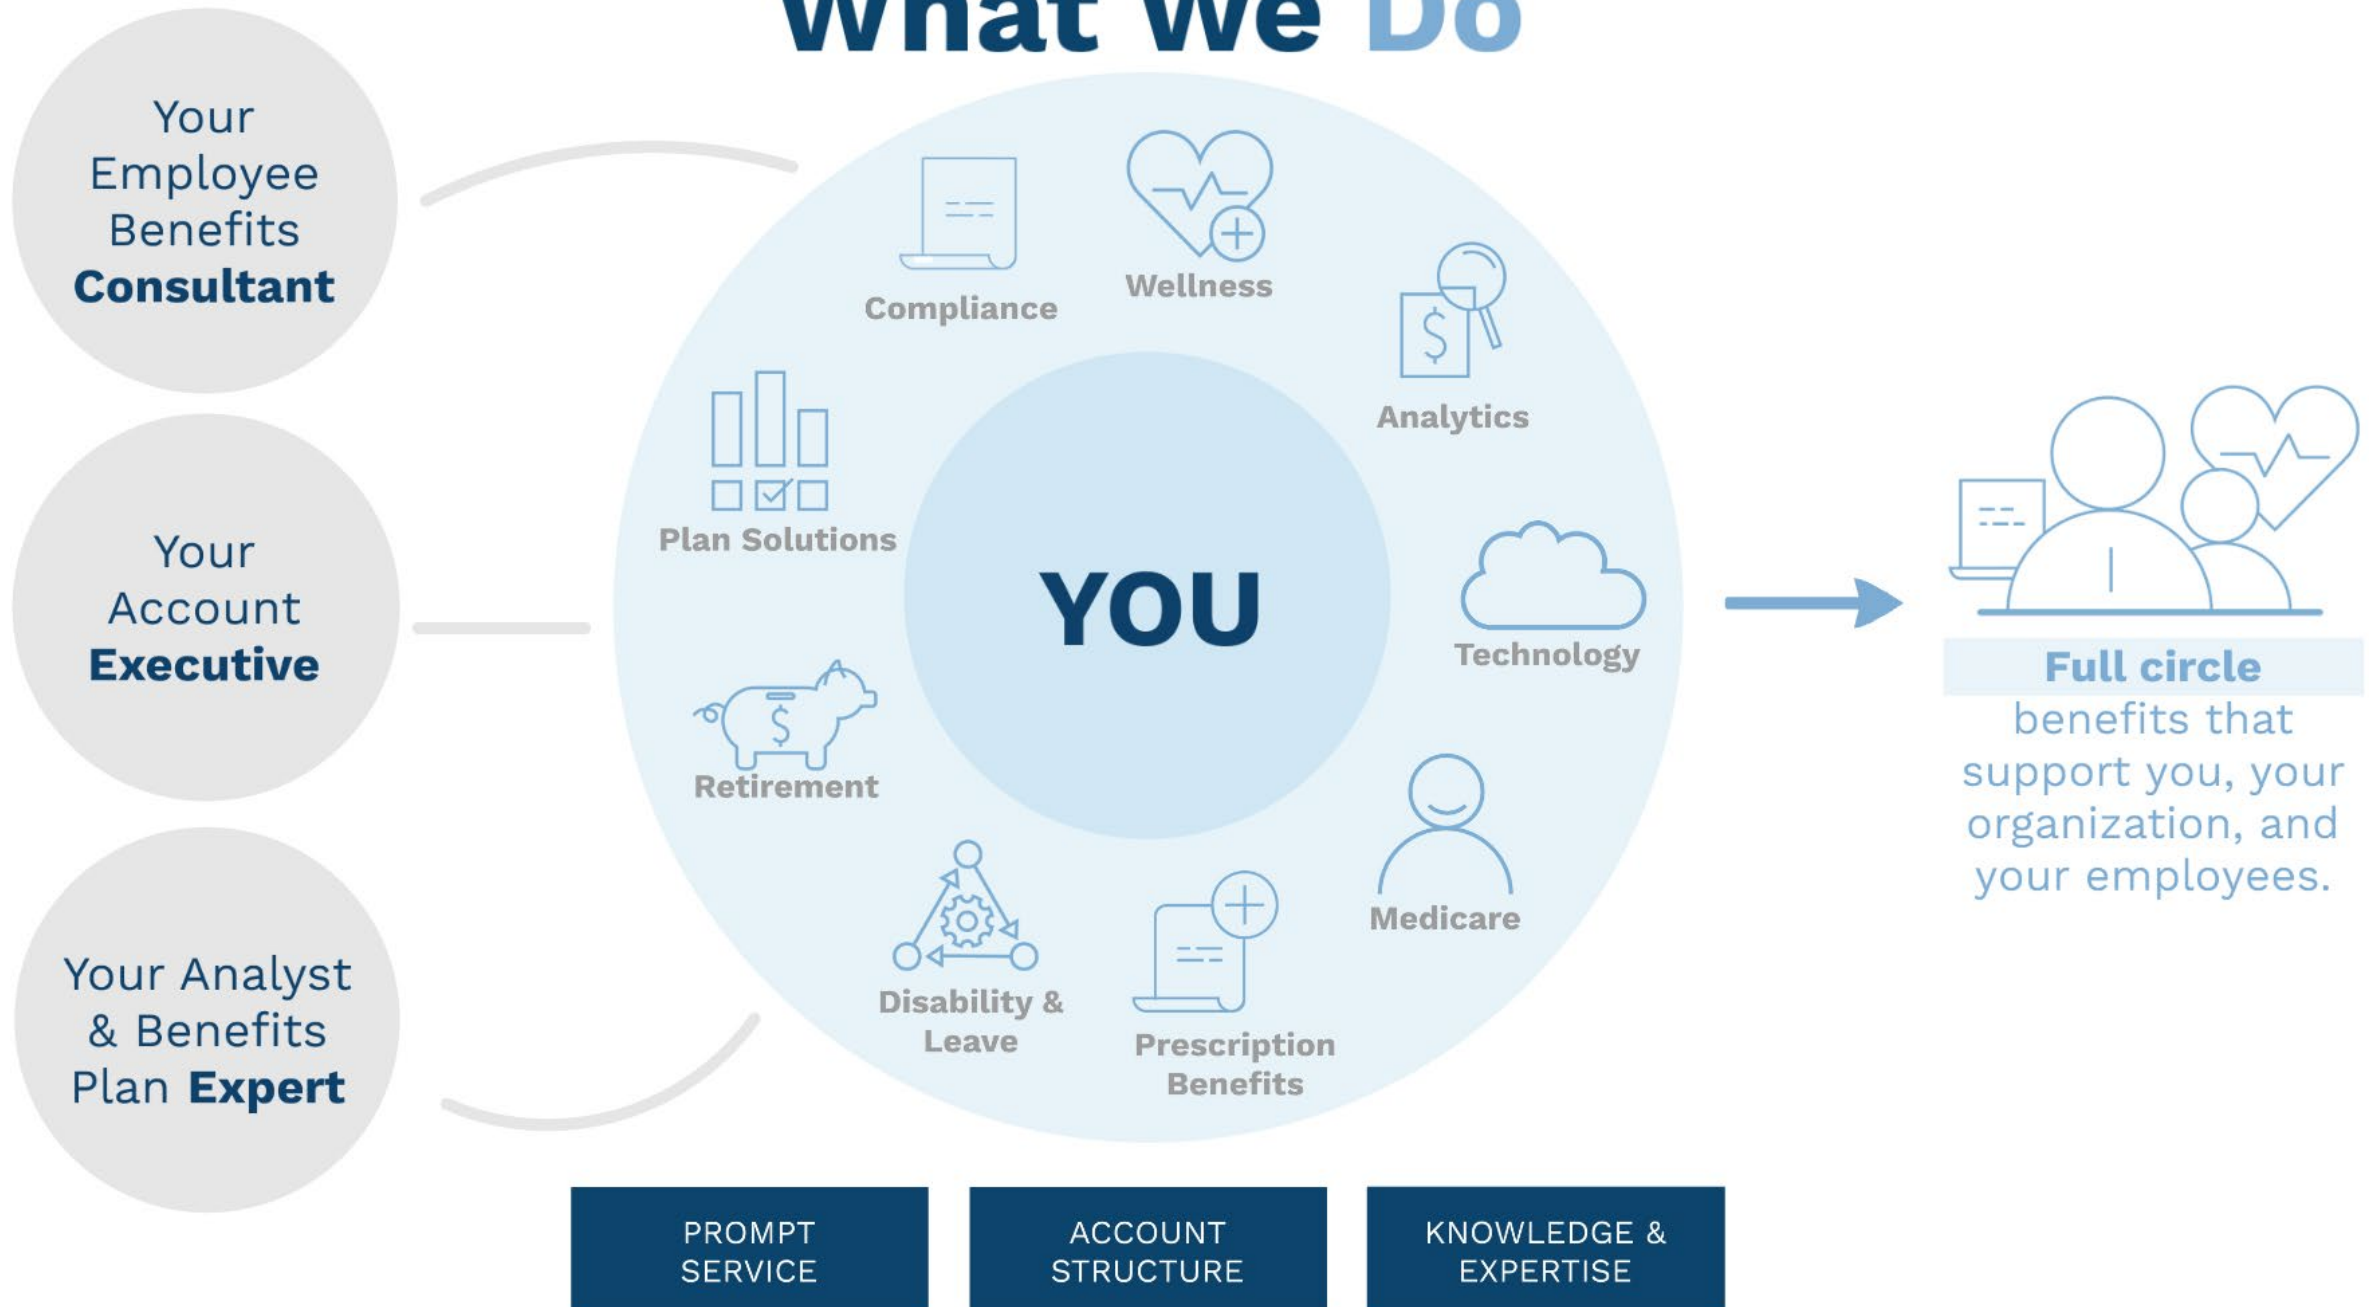 What We Do
Your
Employee
Benefits
Consultant
Your
Account
Executive
Your Analyst
& Benefits
Plan Expert
Compliance
Wellness
Analytics
Plan Solutions
YOU
Technology
Retirement
Medicare
Disability &
Leave
Prescription
Benefits
$
$
Full circle
benefits that
support you, your
organization, and
your employees.
PROMPT
SERVICE
ACCOUNT
STRUCTURE
KNOWLEDGE &
EXPERTISE